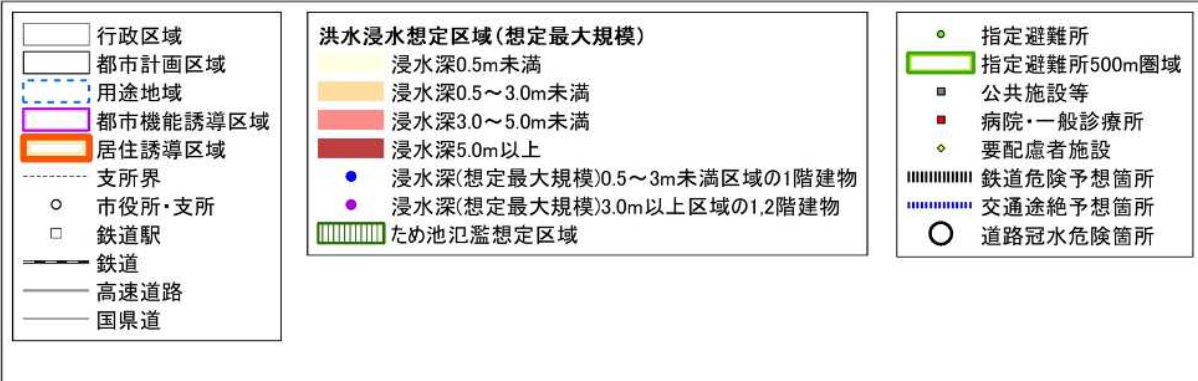 行政区域
都市計画区域
用途地域
都市機能誘導区域
居住誘導区域
支所界
市役所・支所
鉄道駅
鉄道
高速道路
国県道
洪水浸水想定区域(想定最大規模)
浸水深0.5m未満
浸水深0.5～3.0m未満
浸水深3.0～5.0m未満
浸水深5.0m以上
浸水深(想定最大規模)0.5～3m未満区域の1階建物
浸水深(想定最大規模)3.0m以上区域の1,2階建物
ため池氾濫想定区域
指定避難所
指定避難所500m圏域
公共施設等
病院・一般診療所
要配慮者施設
鉄道危険予想箇所
交通途絶予想箇所
道路冠水危険箇所